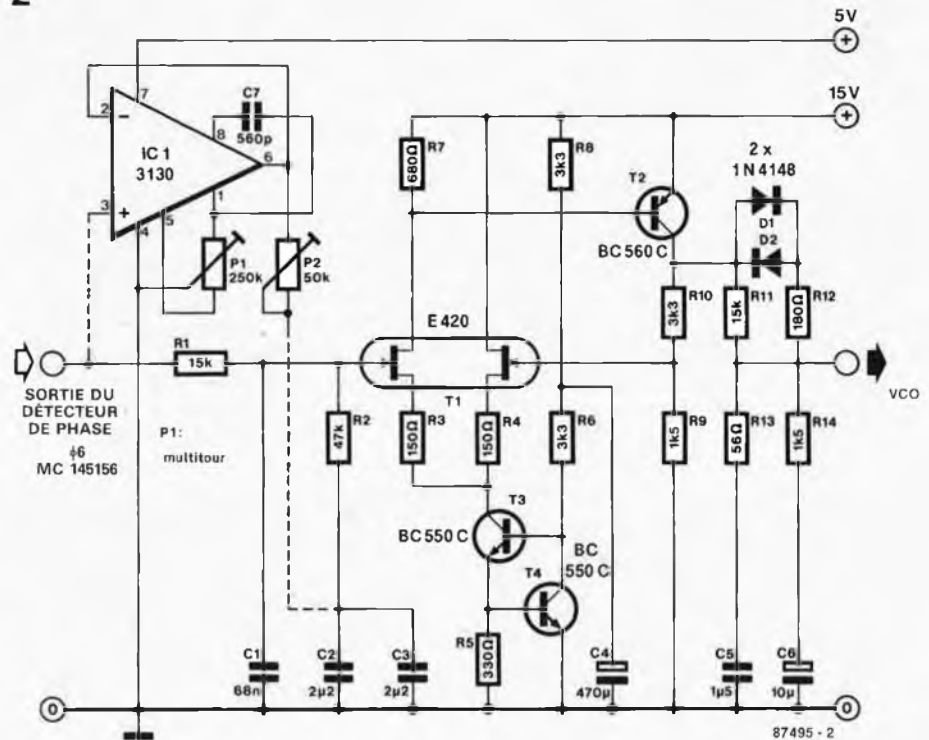 2
5V
+
15V
+
7
2
−
C7
560p
8
6
IC 1
3130
1
3
+
4
5
P1
250k
P2
50k
R7
680Ω
R8
3k3
T2
BC 560 C
2 x
1N4148
D1
D2
R10
3k3
R11
15k
R12
180Ω
E 420
T1
R1
15k
SORTIE DU
DÉTECTEUR
DE PHASE
ϕ6
MC 145156
P1:
multitour
VCO
R2
47k
R3
150Ω
R4
150Ω
R6
3k3
R9
1k5
R13
56Ω
R14
1k5
T3
BC 550 C
BC
550 C
T4
R5
330Ω
C1
68n
C2
2µ2
C3
2µ2
C4
470µ
C5
1µ5
C6
10µ
0
0
87495 - 2